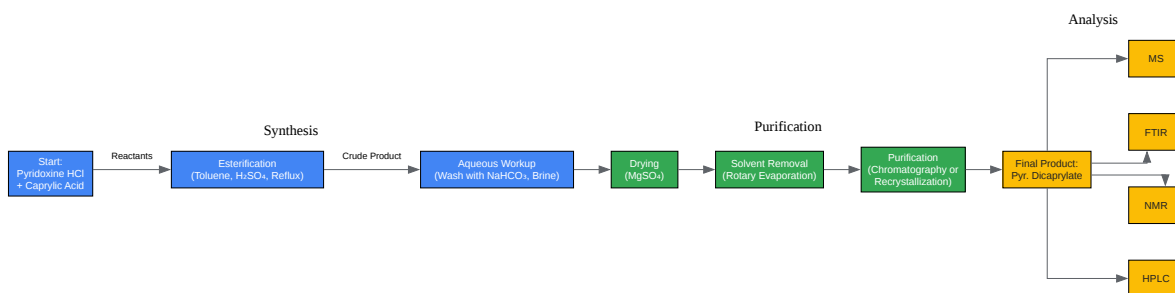 Analysis
MS
Synthesis
Purification
FTIR
Start:
Pyridoxine HCl
+ Caprylic Acid
Reactants
Esterification
(Toluene, H₂SO₄, Reflux)
Crude Product
Aqueous Workup
(Wash with NaHCO₃, Brine)
Drying
(MgSO₄)
Solvent Removal
(Rotary Evaporation)
Purification
(Chromatography or
Recrystallization)
Final Product:
Pyr. Dicaprylate
NMR
HPLC